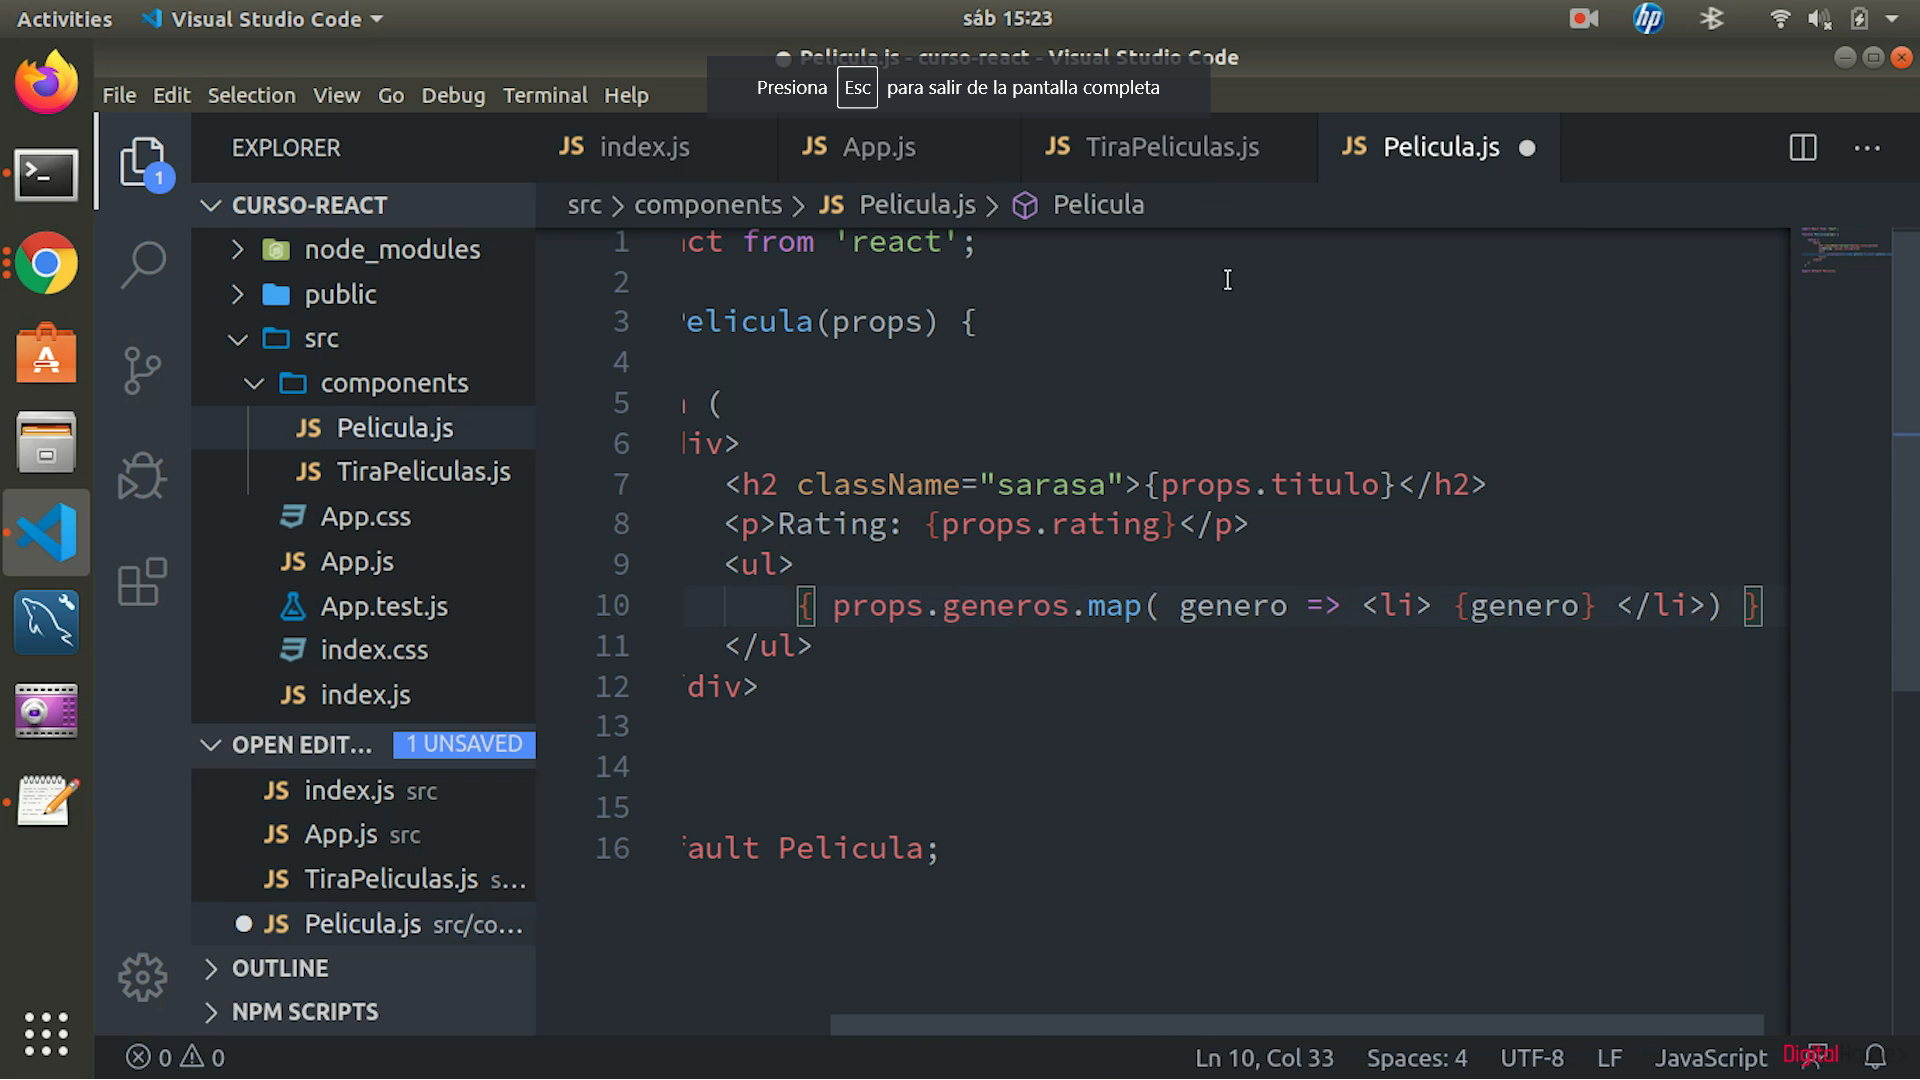 Activities
Visual Studio Code
sáb 15:23
Pelicula.js - curso-react - Visual Studio Code
Presiona Esc para salir de la pantalla completa
File Edit Selection View Go Debug Terminal Help
EXPLORER
JS index.js
JS App.js
JS TiraPeliculas.js
JS Pelicula.js
1
CURSO-REACT
src > components > JS Pelicula.js > Pelicula
node_modules
public
src
components
JS Pelicula.js
JS TiraPeliculas.js
App.css
JS App.js
App.test.js
index.css
JS index.js
OPEN EDIT... 1 UNSAVED
JS index.js src
JS App.js src
JS TiraPeliculas.js s...
JS Pelicula.js src/co...
OUTLINE
NPM SCRIPTS
1 act from 'react';
2
3 Pelicula(props) {
4
5 (
6 div>
7 <h2 className="sarasa">{props.titulo}</h2>
8 <p>Rating: {props.rating}</p>
9 <ul>
10 { props.generos.map( genero => <li> {genero} </li>) }
11 </ul>
12 div>
13
14
15
16 ault Pelicula;
0 0
Ln 10, Col 33
Spaces: 4
UTF-8
LF
JavaScript
hp